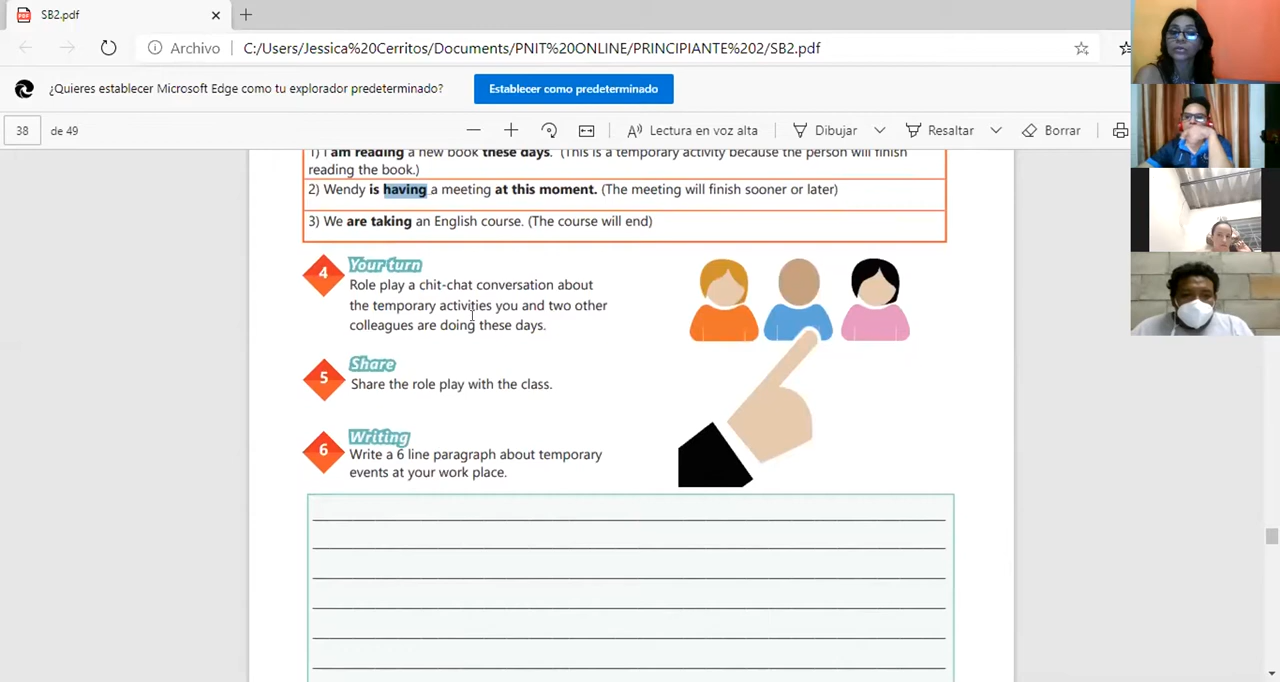 SB2.pdf
Archivo
C:/Users/Jessica%20Cerritos/Documents/PNIT%20ONLINE/PRINCIPIANTE%202/SB2.pdf
¿Quieres establecer Microsoft Edge como tu explorador predeterminado?
Establecer como predeterminado
38 de 49
Lectura en voz alta
Dibujar
Resaltar
Borrar
1) I am reading a new book these days. (This is a temporary activity because the person will finish
reading the book.)
2) Wendy is having a meeting at this moment. (The meeting will finish sooner or later)
3) We are taking an English course. (The course will end)
4 Your turn
Role play a chit-chat conversation about
the temporary activities you and two other
colleagues are doing these days.
5 Share
Share the role play with the class.
6 Writing
Write a 6 line paragraph about temporary
events at your work place.